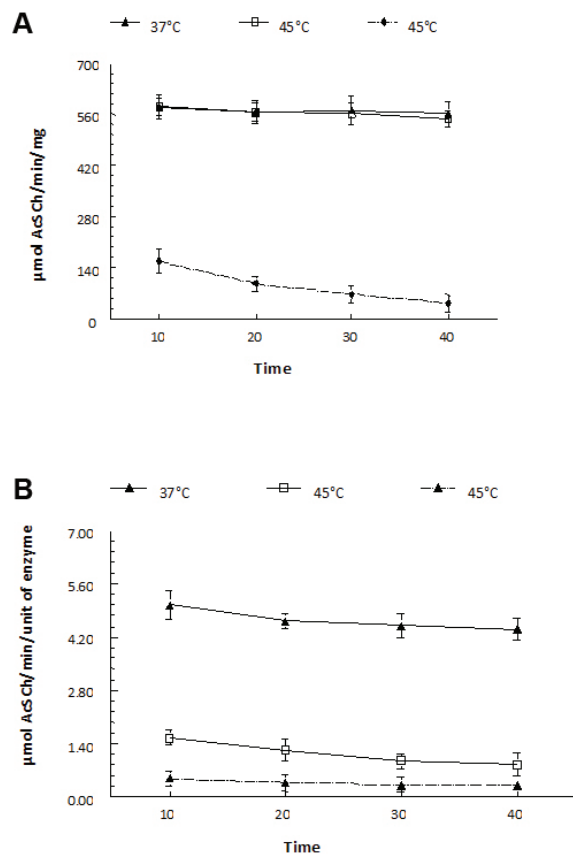 A
37°C 45°C 45°C
700
560
420
280
140
0
µmol AcSCh/min/mg
10 20 30 40
Time
B
37°C 45°C 45°C
7.00
5.60
4.20
2.80
1.40
0.00
µmol AcSCh/min/unit of enzyme
10 20 30 40
Time